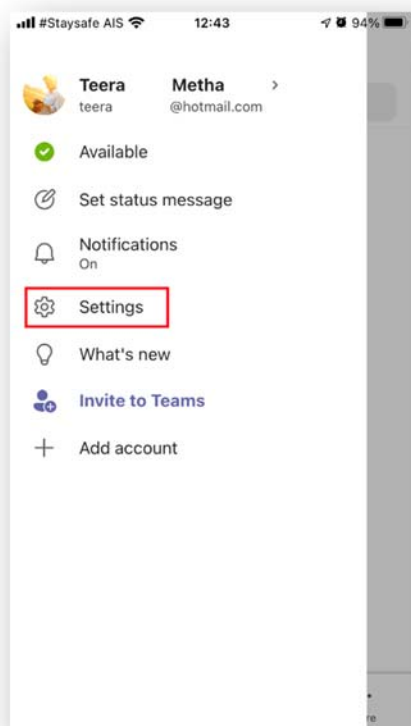 #Staysafe AIS 12:43 94%
Teera Metha
teera @hotmail.com
Available
Set status message
Notifications
On
Settings
What's new
Invite to Teams
Add account
re